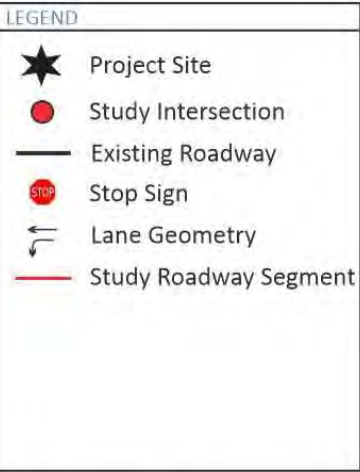 LEGEND
Project Site
Study Intersection
Existing Roadway
STOP Stop Sign
Lane Geometry
Study Roadway Segment